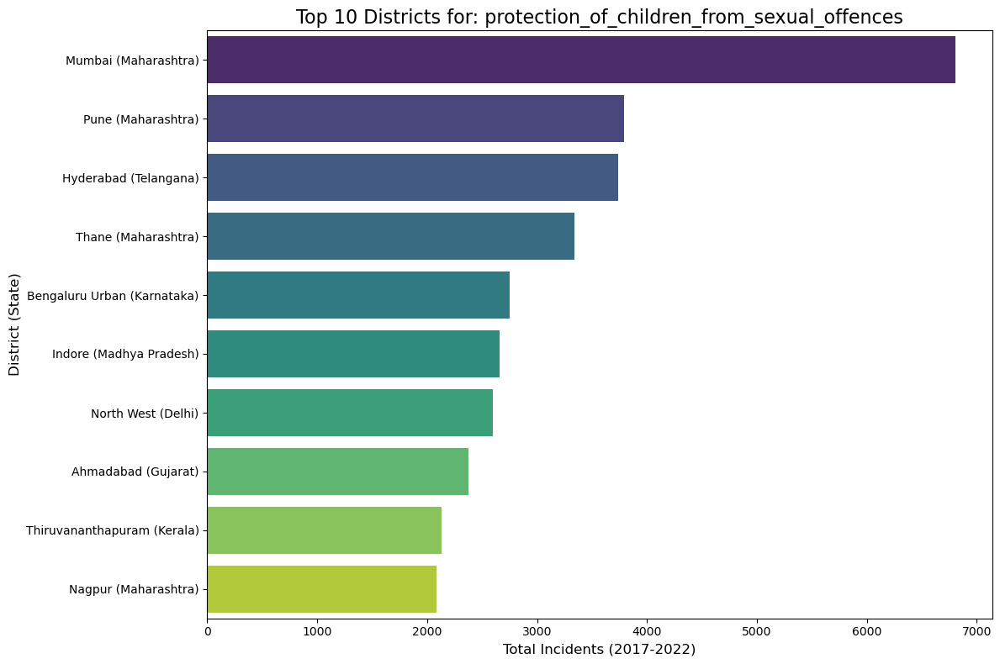 Top 10 Districts for: protection_of_children_from_sexual_offences
District (State)
Mumbai (Maharashtra)
Pune (Maharashtra)
Hyderabad (Telangana)
Thane (Maharashtra)
Bengaluru Urban (Karnataka)
Indore (Madhya Pradesh)
North West (Delhi)
Ahmadabad (Gujarat)
Thiruvananthapuram (Kerala)
Nagpur (Maharashtra)
0 1000 2000 3000 4000 5000 6000 7000
Total Incidents (2017-2022)